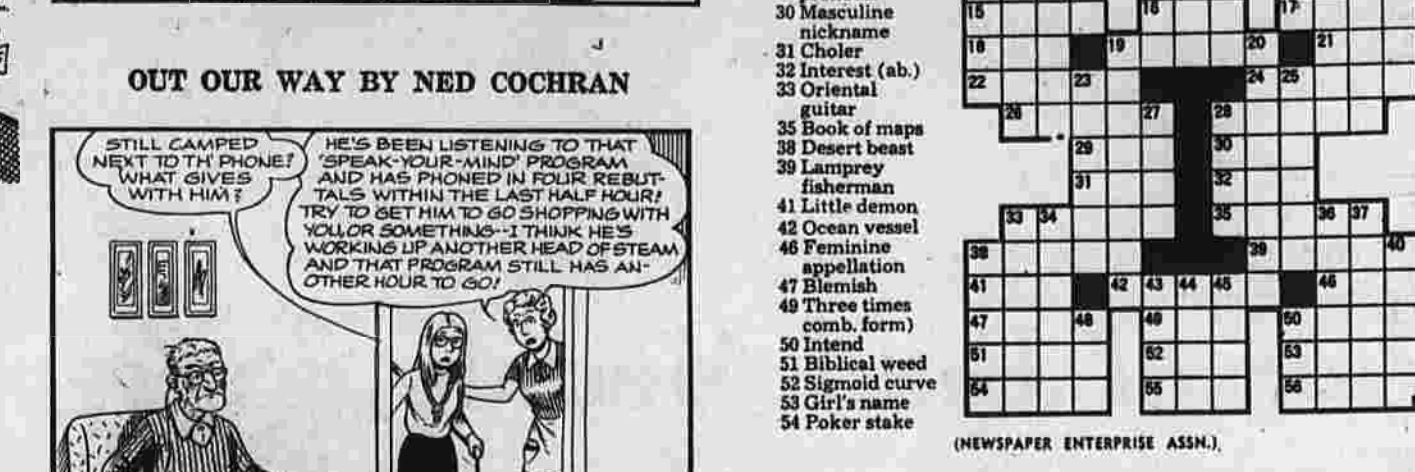 OUT OUR WAY BY NED COCHRAN
STILL CAMPED
NEXT TO TH' PHONE!
WHAT GIVES
WITH HIM?
HE'S BEEN LISTENING TO THAT
'SPEAK-YOUR-MIND' PROGRAM
AND HAS PHONED IN FOUR REBUT-
TALS WITHIN THE LAST HALF HOUR!
TRY TO GET HIM TO GO SHOPPING WITH
YOU, OR SOMETHING--I THINK HE'S
WORKING UP ANOTHER HEAD OF STEAM
AND THAT PROGRAM STILL HAS AN-
OTHER HOUR TO GO!
30 Masculine
nickname
31 Choler
32 Interest (ab.)
33 Oriental
guitar
35 Book of maps
38 Desert beast
39 Lamprey
fisherman
41 Little demon
42 Ocean vessel
46 Feminine
appellation
47 Blemish
49 Three times
comb. form)
50 Intend
51 Biblical weed
52 Sigmoid curve
53 Girl's name
54 Poker stake
15 16 17
18 19 20 21
22 23 24 25
26 27 28
29 30
31 32
33 34 35 36 37
38 39 40
41 42 43 44 45 46
47 48 49 50
51 52 53
54 55 56
(NEWSPAPER ENTERPRISE ASSN.)